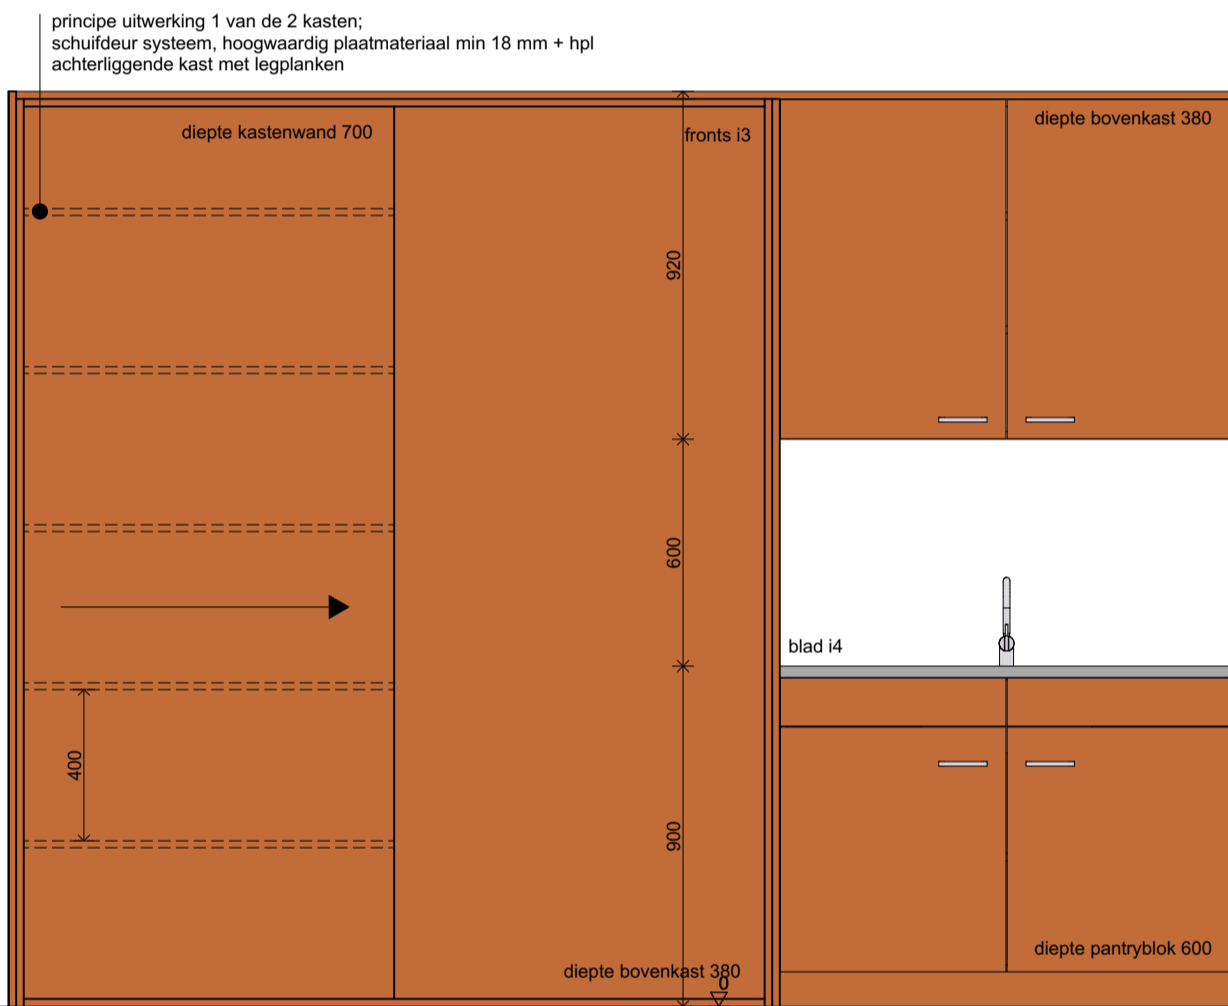 principe uitwerking 1 van de 2 kasten;
schuifdeur systeem, hoogwaardig plaatmateriaal min 18 mm + hpl
achterliggende kast met legplanken
diepte kastenwand 700
fronts i3
diepte bovenkast 380
920
600
blad i4
400
900
diepte pantryblok 600
diepte bovenkast 380
0